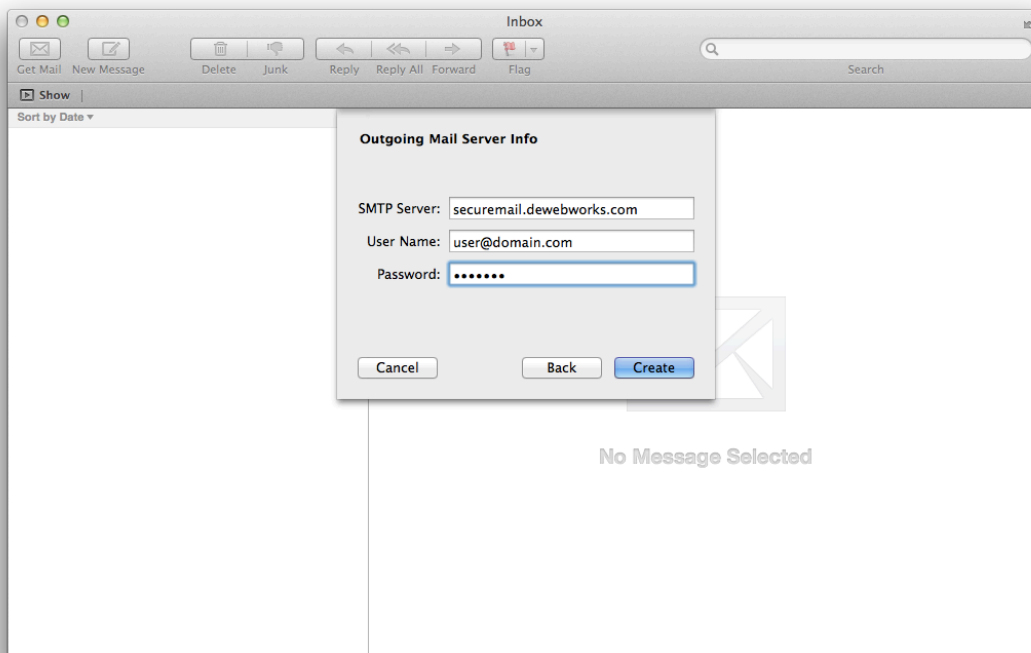 Inbox
Get Mail New Message Delete Junk Reply Reply All Forward Flag Search
Show
Sort by Date
Outgoing Mail Server Info
SMTP Server: securemail.dewebworks.com
User Name: user@domain.com
Password: •••••••
Cancel Back Create
No Message Selected